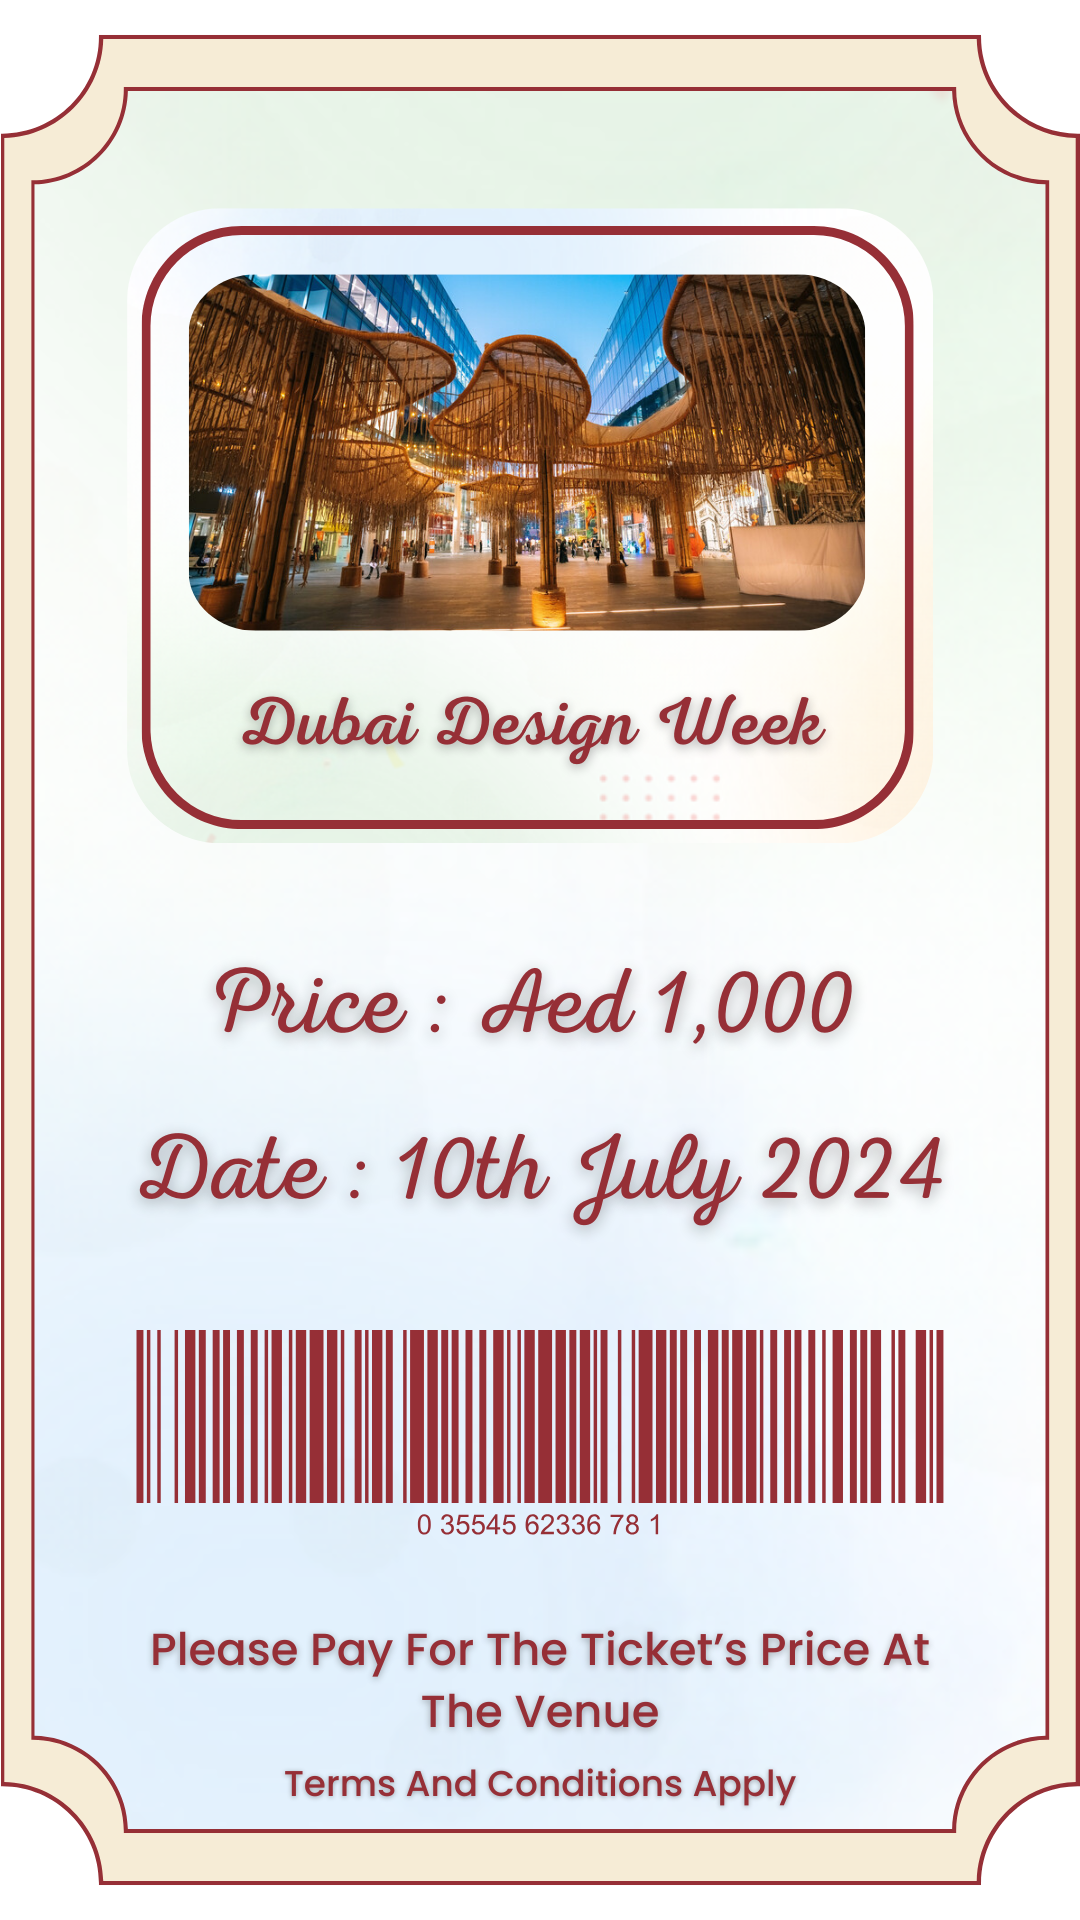 Dubai Design Week
Price : Aed 1,000
Date : 10th July 2024
0 35545 62336 78 1
Please Pay For The Ticket’s Price At
The Venue
Terms And Conditions Apply